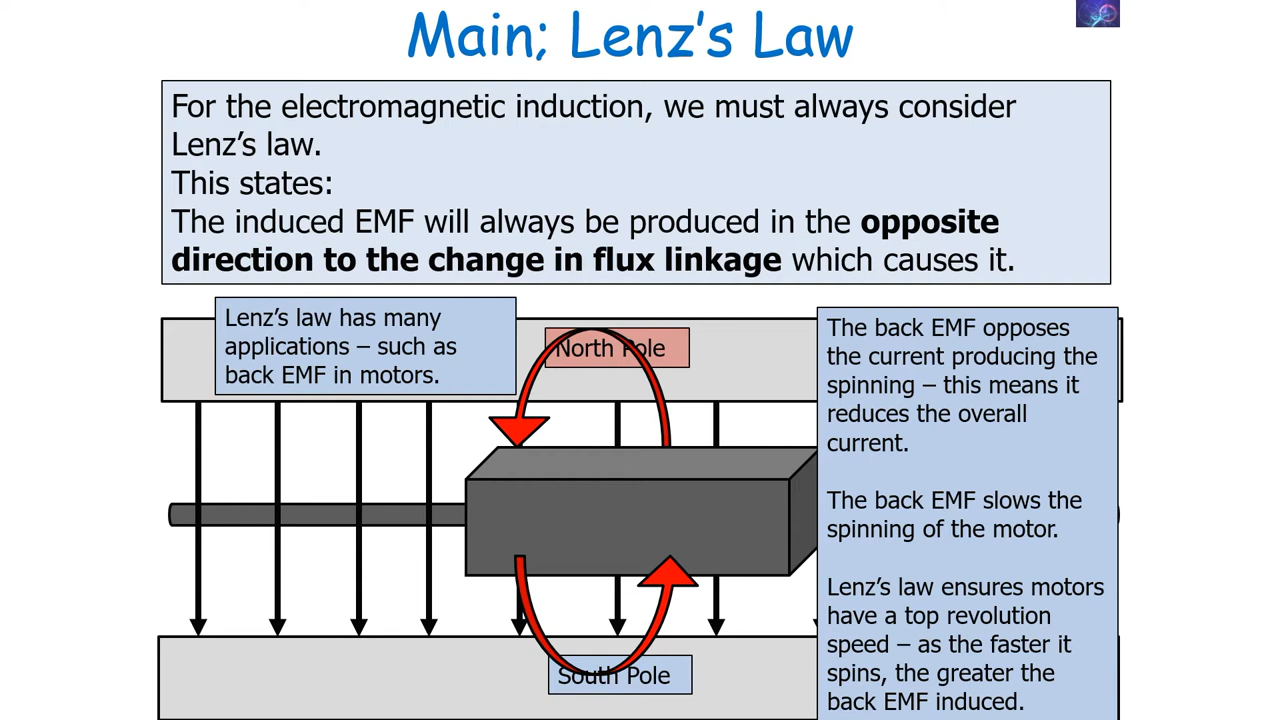 Main; Lenz's Law
For the electromagnetic induction, we must always consider
Lenz's law.
This states:
The induced EMF will always be produced in the opposite
direction to the change in flux linkage which causes it.
Lenz's law has many
applications – such as
back EMF in motors.
North Pole
The back EMF opposes
the current producing the
spinning – this means it
reduces the overall
current.
The back EMF slows the
spinning of the motor.
Lenz's law ensures motors
have a top revolution
speed – as the faster it
spins, the greater the
back EMF induced.
South Pole